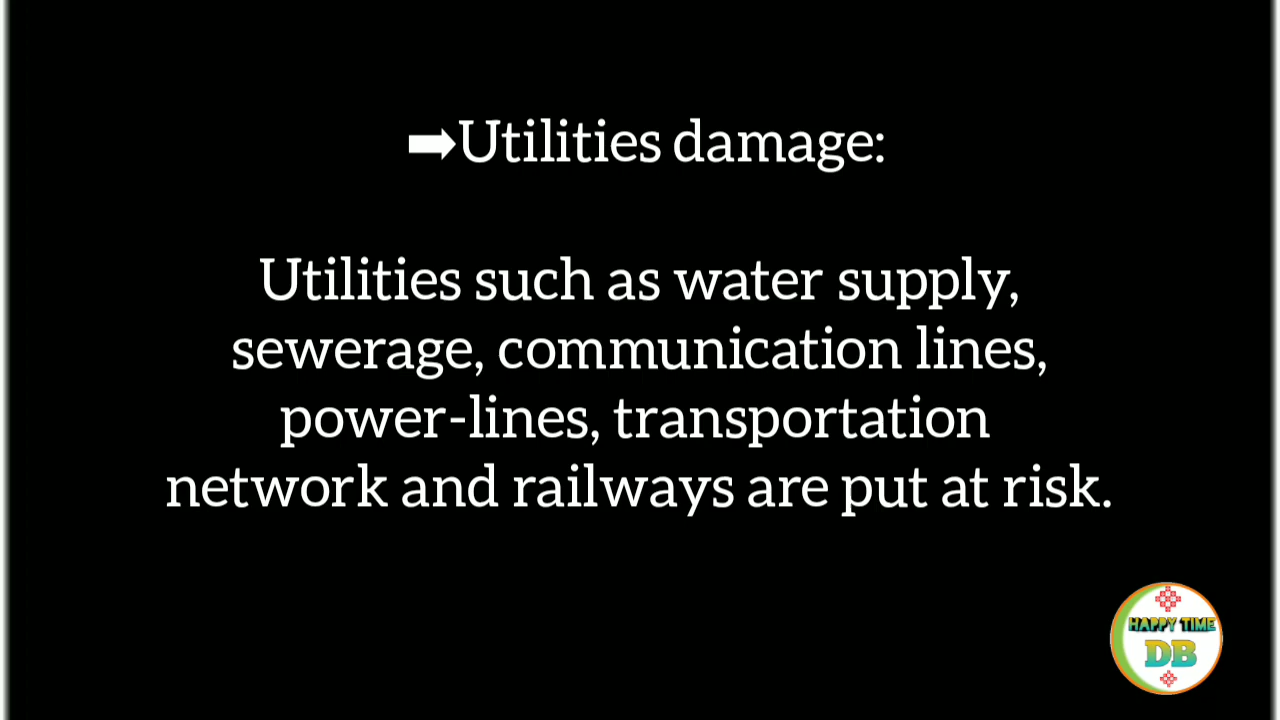 ➡Utilities damage:
Utilities such as water supply,
sewerage, communication lines,
power-lines, transportation
network and railways are put at risk.
HAPPY TIME
DB